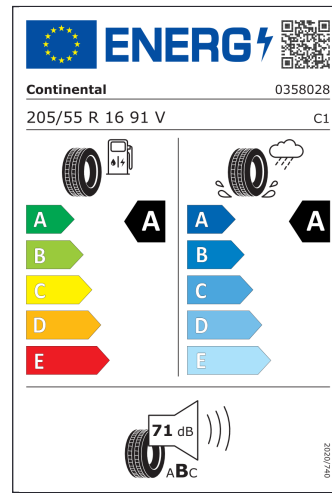 ENERG
Continental 0358028
205/55 R 16 91 V C1
A A A A
B B
C C
D D
E E
71 dB
ABC
2020/740